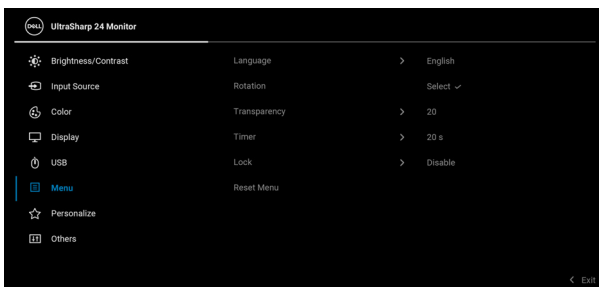 DELL UltraSharp 24 Monitor
Brightness/Contrast Language > English
Input Source Rotation Select ✓
Color Transparency > 20
Display Timer > 20 s
USB Lock > Disable
Menu Reset Menu
Personalize
Others
< Exit